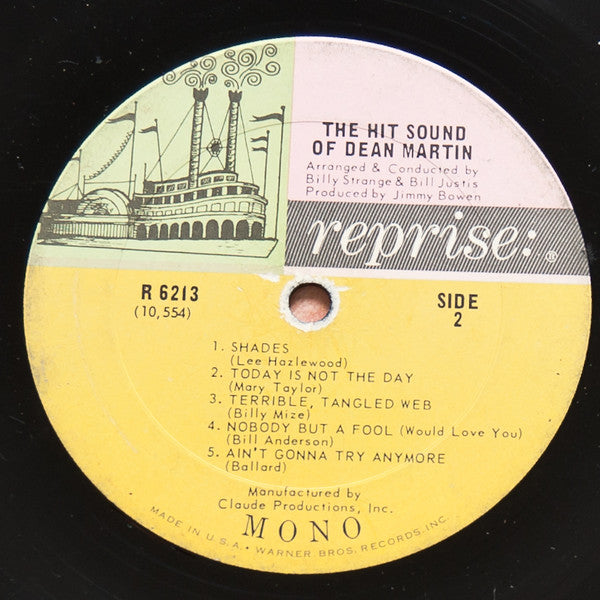 THE HIT SOUND
OF DEAN MARTIN
Arranged & Conducted by
Billy Strange & Bill Justis
Produced by Jimmy Bowen
reprise: ®
R 6213
(10,554)
SIDE
2
1. SHADES
(Lee Hazlewood)
2. TODAY IS NOT THE DAY
(Mary Taylor)
3. TERRIBLE, TANGLED WEB
(Billy Mize)
4. NOBODY BUT A FOOL (Would Love You)
(Bill Anderson)
5. AIN'T GONNA TRY ANYMORE
(Ballard)
Manufactured by
Claude Productions, Inc.
MONO
MADE IN U.S.A. • WARNER BROS. RECORDS, INC.